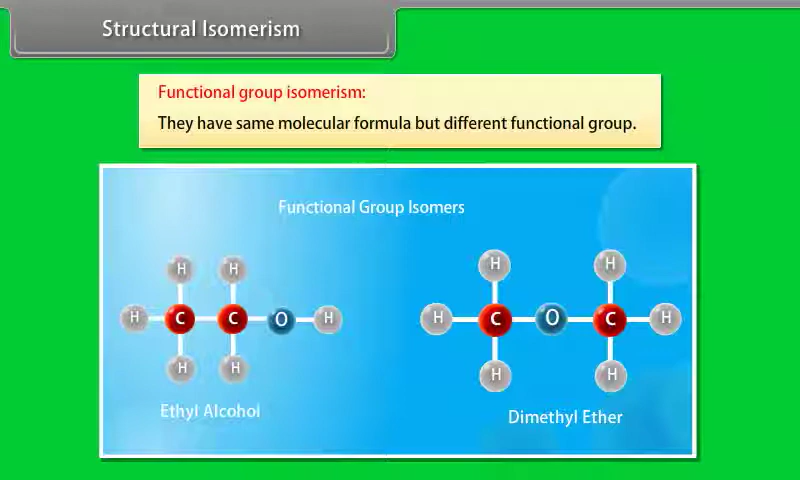 Structural Isomerism
Functional group isomerism:
They have same molecular formula but different functional group.
Functional Group Isomers
H H H H
H C C O H H C O C H
H H H H
Ethyl Alcohol
Dimethyl Ether